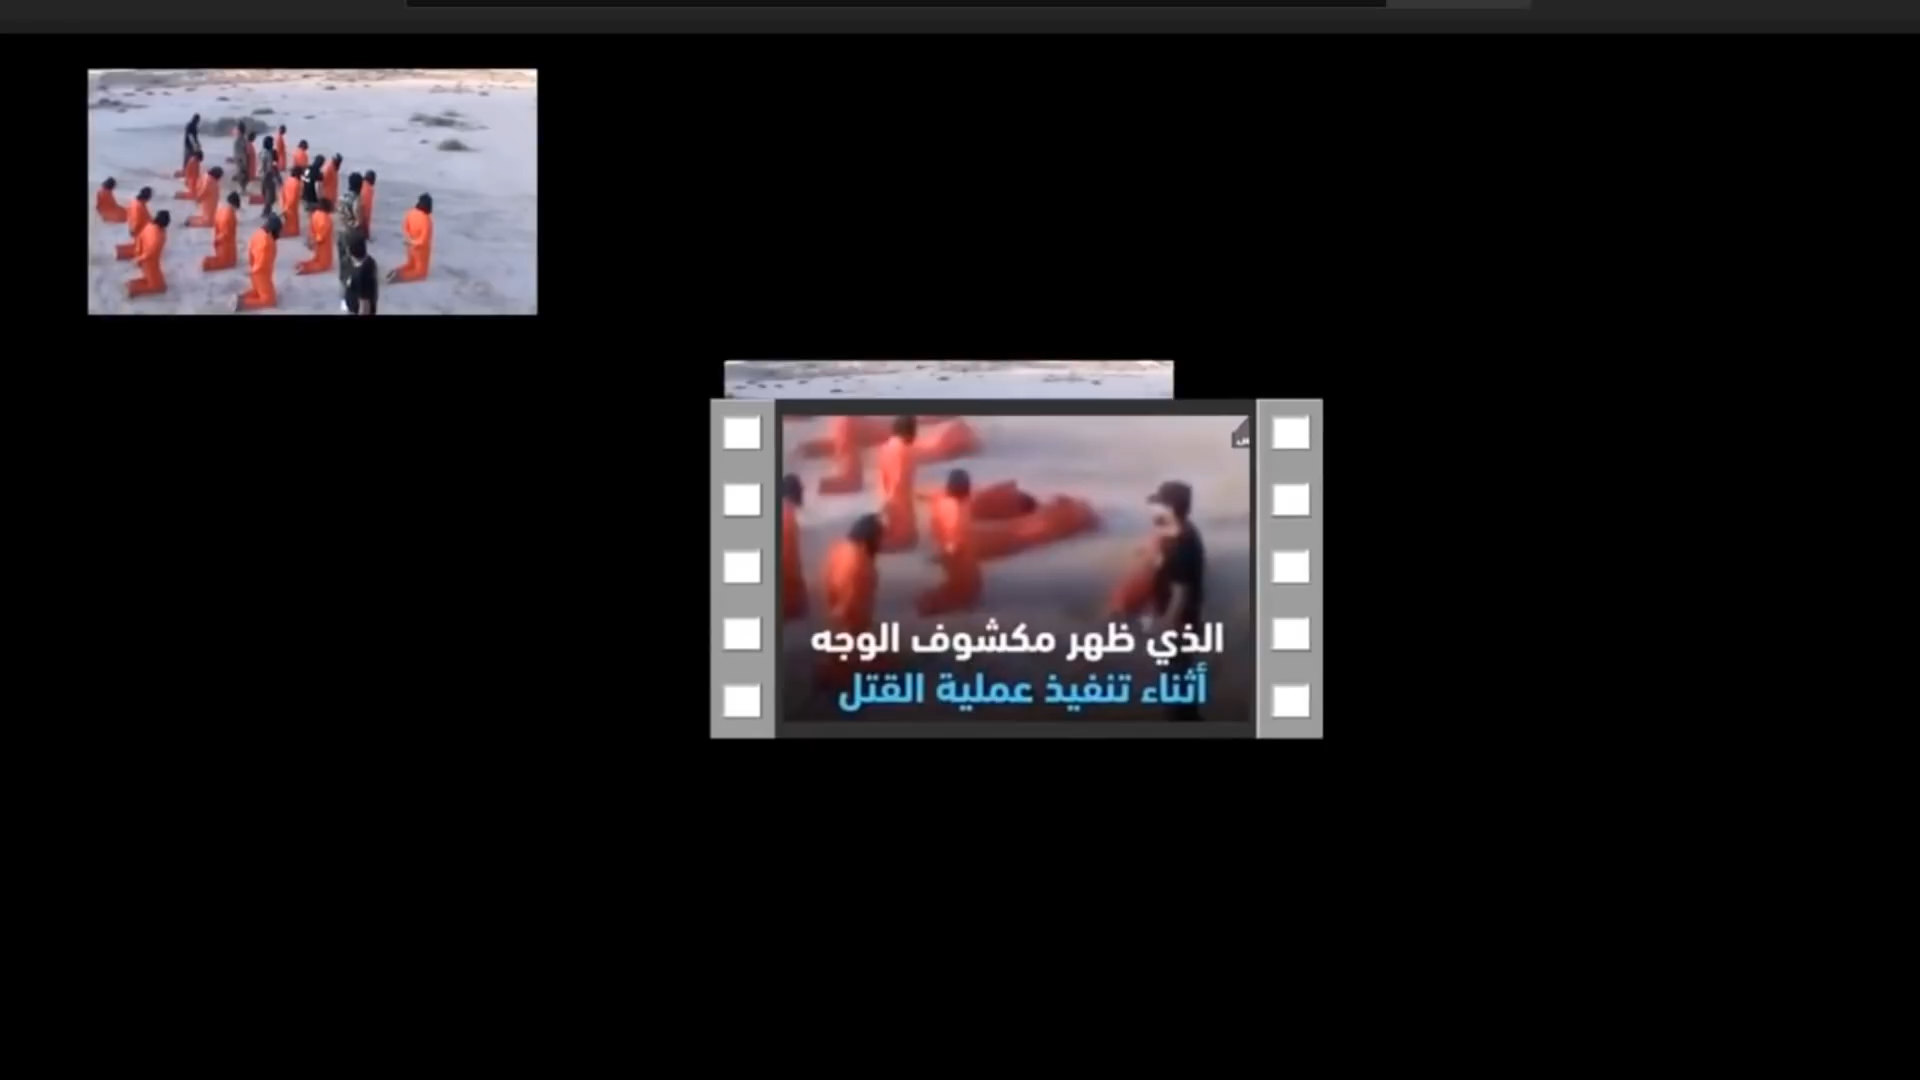 الذي ظهر مكشوف الوجه
أثناء تنفيذ عملية القتل